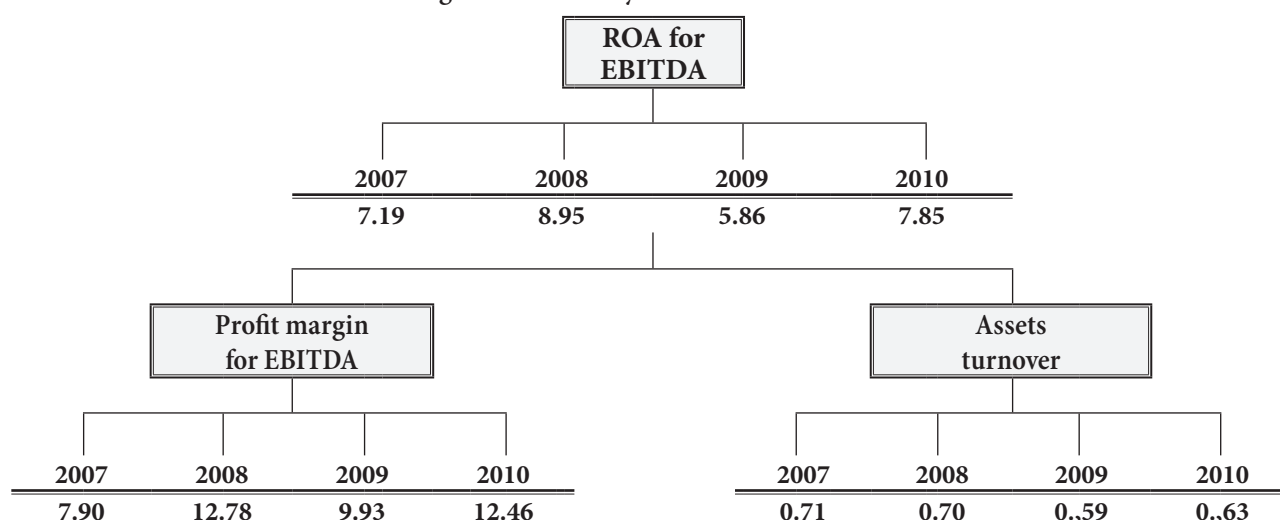 ROA for
EBITDA
2007 2008 2009 2010
7.19 8.95 5.86 7.85
Profit margin
for EBITDA
Assets
turnover
2007 2008 2009 2010
7.90 12.78 9.93 12.46
2007 2008 2009 2010
0.71 0.70 0.,59 0.,63